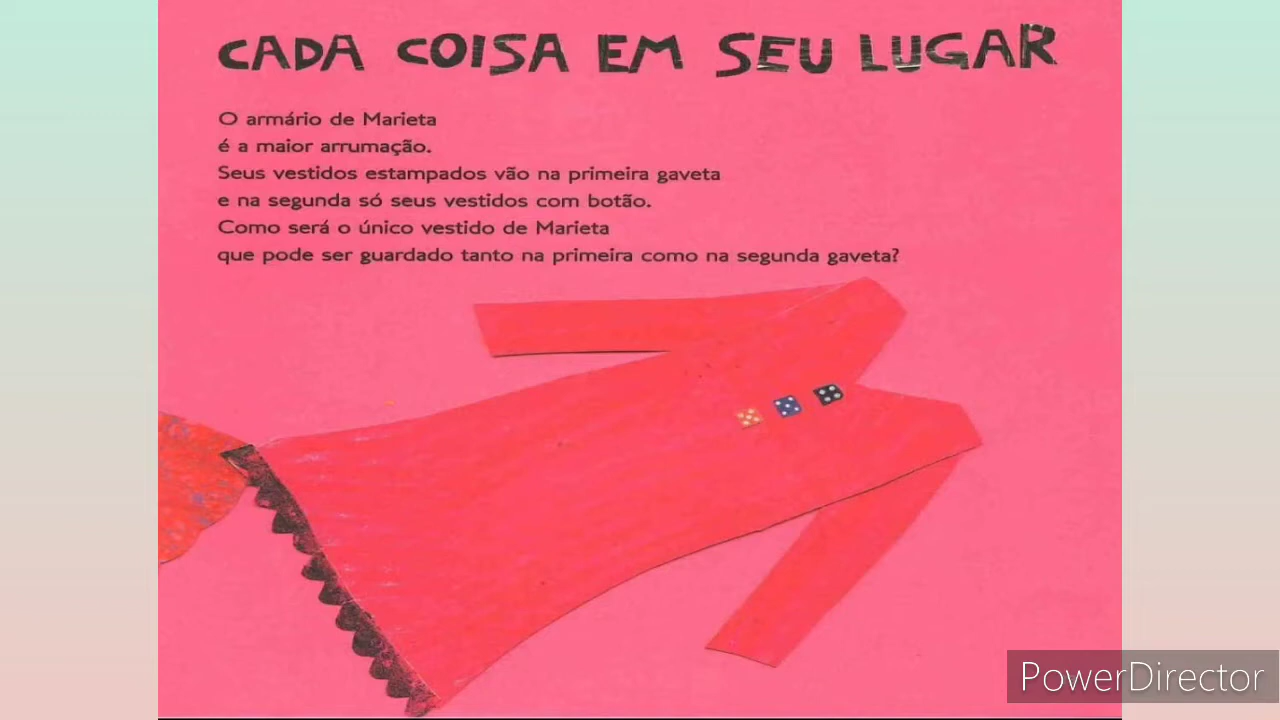 CADA COISA EM SEU LUGAR
O armário de Marieta
é a maior arrumação.
Seus vestidos estampados vão na primeira gaveta
e na segunda só seus vestidos com botão.
Como será o único vestido de Marieta
que pode ser guardado tanto na primeira como na segunda gaveta?
PowerDirector